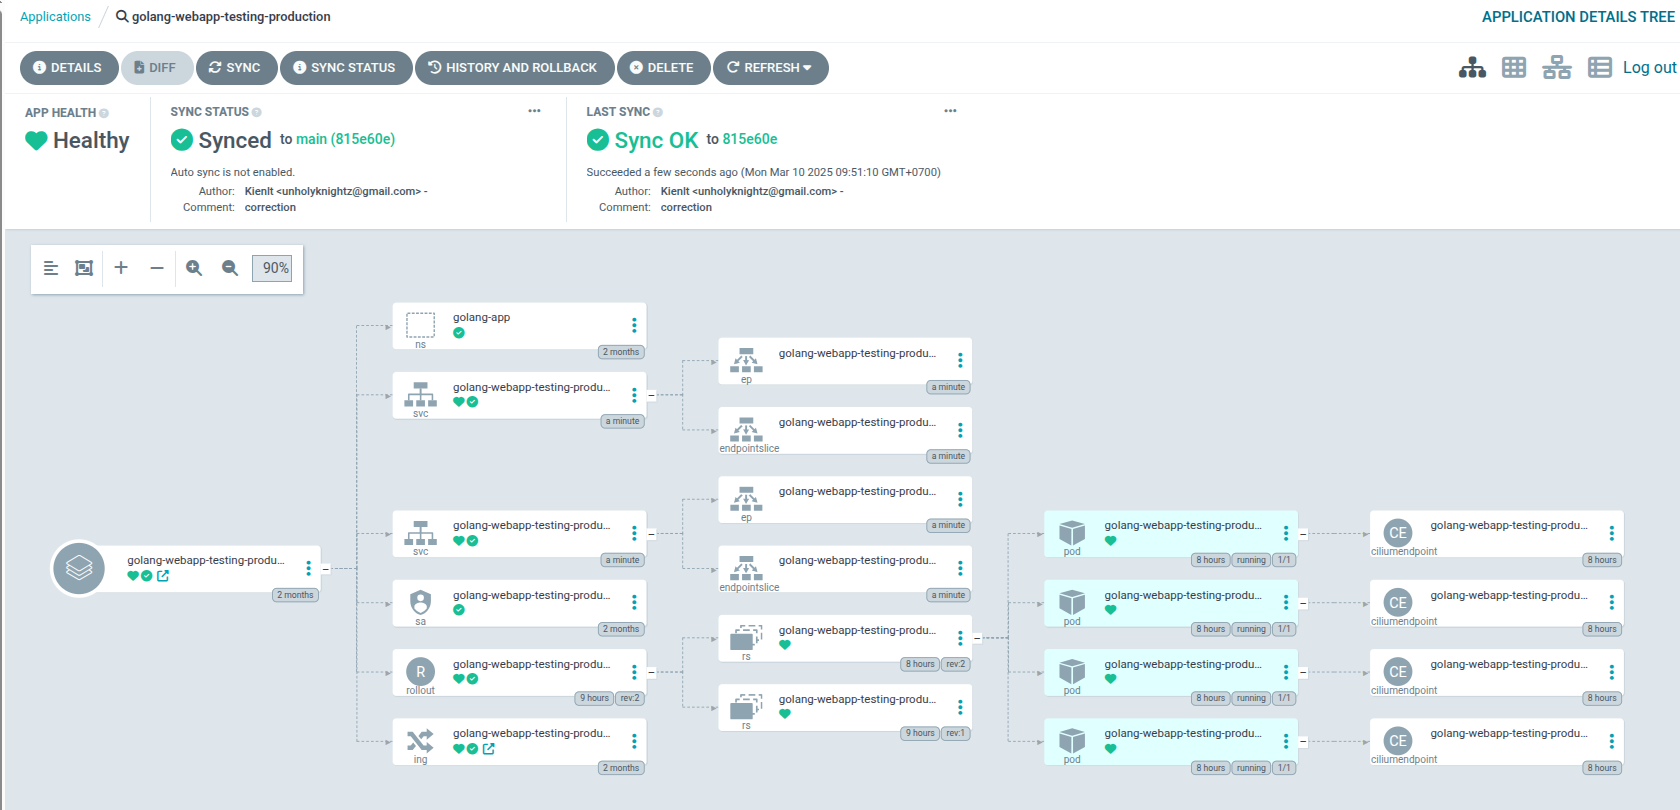 Applications / golang-webapp-testing-production APPLICATION DETAILS TREE
DETAILS DIFF SYNC SYNC STATUS HISTORY AND ROLLBACK DELETE REFRESH Log out
APP HEALTH
Healthy
SYNC STATUS
Synced to main (815e60e)
Auto sync is not enabled.
Author: Kienlt <unholyknightz@gmail.com> -
Comment: correction
LAST SYNC
Sync OK to 815e60e
Succeeded a few seconds ago (Mon Mar 10 2025 09:51:10 GMT+0700)
Author: Kienlt <unholyknightz@gmail.com> -
Comment: correction
90%
golang-webapp-testing-produ...
2 months
golang-app
ns
2 months
golang-webapp-testing-produ...
svc
a minute
golang-webapp-testing-produ...
svc
a minute
golang-webapp-testing-produ...
sa
2 months
R
golang-webapp-testing-produ...
rollout
9 hours rev:2
golang-webapp-testing-produ...
ing
2 months
golang-webapp-testing-produ...
ep
a minute
golang-webapp-testing-produ...
endpointslice
a minute
golang-webapp-testing-produ...
ep
a minute
golang-webapp-testing-produ...
endpointslice
a minute
golang-webapp-testing-produ...
rs
8 hours rev:2
golang-webapp-testing-produ...
rs
9 hours rev:1
golang-webapp-testing-produ...
pod
8 hours running 1/1
golang-webapp-testing-produ...
pod
8 hours running 1/1
golang-webapp-testing-produ...
pod
8 hours running 1/1
golang-webapp-testing-produ...
pod
8 hours running 1/1
CE
golang-webapp-testing-produ...
ciliumendpoint
8 hours
CE
golang-webapp-testing-produ...
ciliumendpoint
8 hours
CE
golang-webapp-testing-produ...
ciliumendpoint
8 hours
CE
golang-webapp-testing-produ...
ciliumendpoint
8 hours